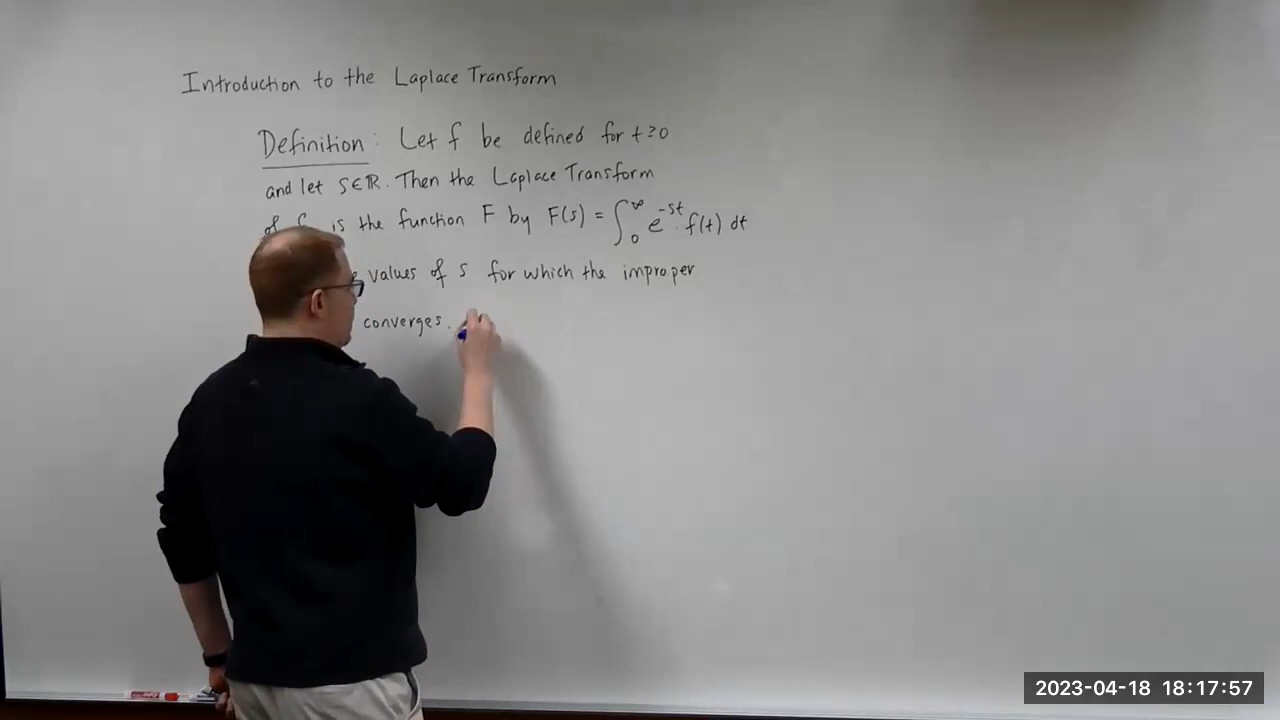 Introduction to the Laplace Transform
Definition: Let f be defined for t≥0
and let s∈ℝ. Then the Laplace Transform
of is the function F by F(s) = ∫₀^∞ e^{-st}·f(t) dt
values of s for which the improper
converges.
2023-04-18 18:17:57